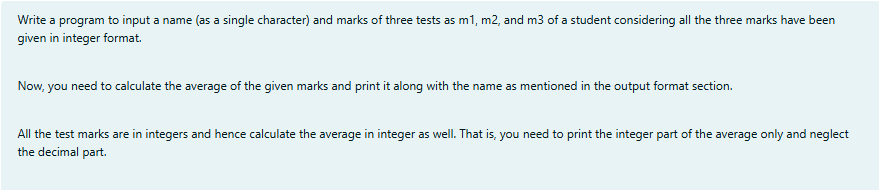 Write a program to input a name (as a single character) and marks of three tests as m1, m2, and m3 of a student considering all the three marks have been
given in integer format.
Now, you need to calculate the average of the given marks and print it along with the name as mentioned in the output format section.
All the test marks are in integers and hence calculate the average in integer as well. That is, you need to print the integer part of the average only and neglect
the decimal part.